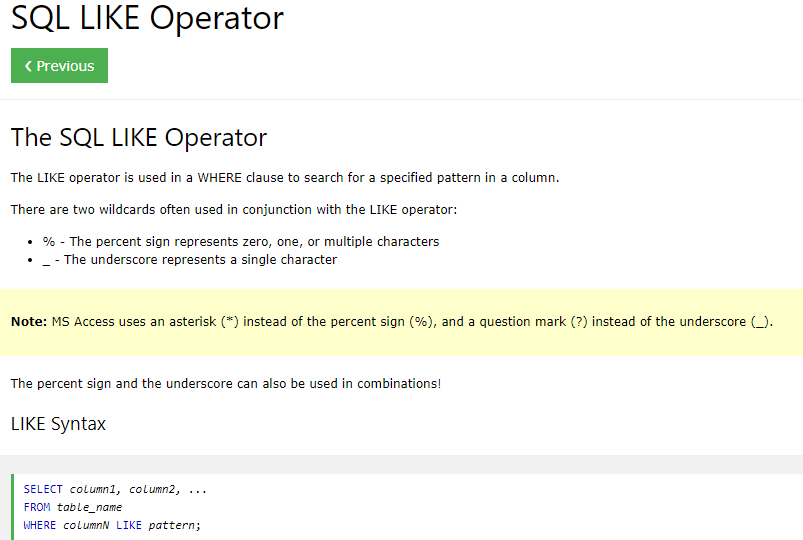 SQL LIKE Operator
❮ Previous
The SQL LIKE Operator
The LIKE operator is used in a WHERE clause to search for a specified pattern in a column.
There are two wildcards often used in conjunction with the LIKE operator:
• % - The percent sign represents zero, one, or multiple characters
• _ - The underscore represents a single character
Note: MS Access uses an asterisk (*) instead of the percent sign (%), and a question mark (?) instead of the underscore (_).
The percent sign and the underscore can also be used in combinations!
LIKE Syntax
SELECT column1, column2, ...
FROM table_name
WHERE columnN LIKE pattern;